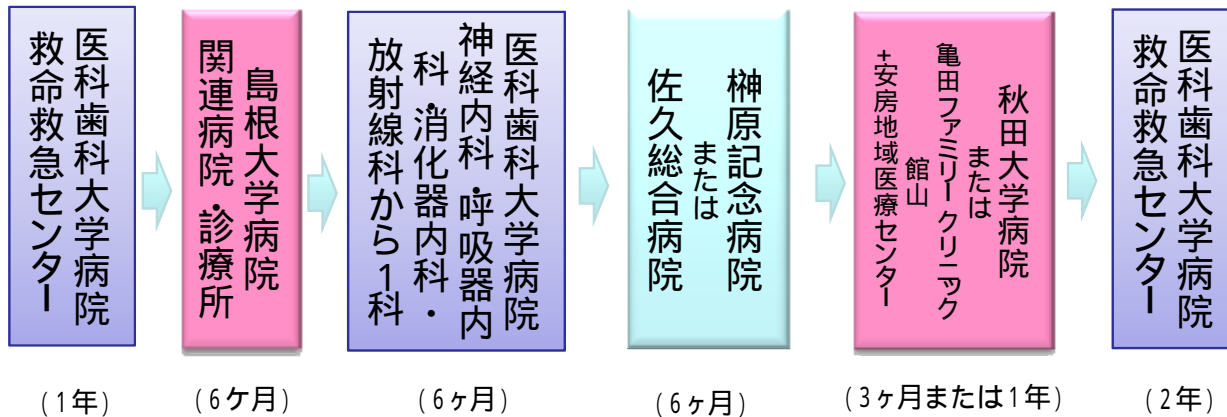 医科歯科大学病院
救命救急センター
島根大学病院
関連病院・診療所
医科歯科大学病院
神経内科・呼吸器内
科・消化器内科・
放射線科から1科
榊原記念病院
または
佐久総合病院
秋田大学病院
または
亀田ファミリークリニック
館山
+安房地域医療センター
医科歯科大学病院
救命救急センター
(1年)
(6ケ月)
(6ヶ月)
(6ヶ月)
(3ヶ月または1年)
(2年)